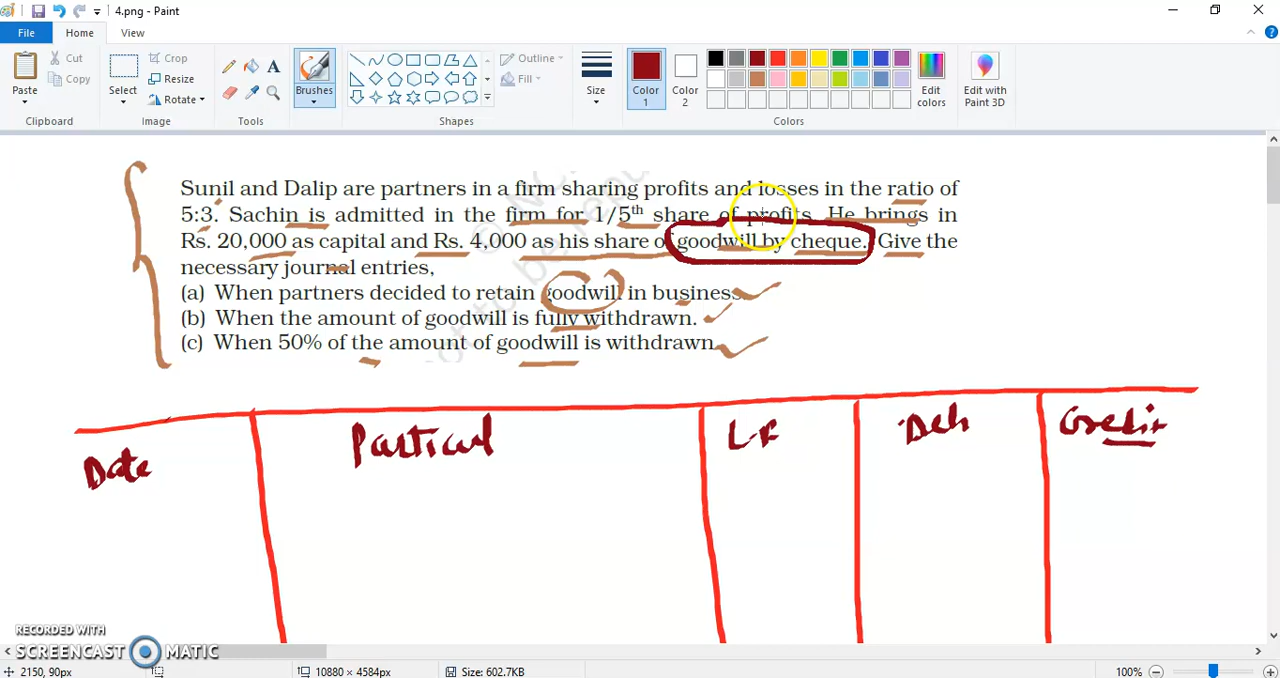 4.png - Paint
File Home View
Paste Cut Copy
Select Crop Resize Rotate
Brushes
Outline Fill
Size
Color 1 Color 2
Edit colors
Edit with Paint 3D
Clipboard Image Tools Shapes Colors
Sunil and Dalip are partners in a firm sharing profits and losses in the ratio of
5:3. Sachin is admitted in the firm for 1/5th share of profits. He brings in
Rs. 20,000 as capital and Rs. 4,000 as his share of goodwill by cheque. Give the
necessary journal entries,
(a) When partners decided to retain goodwill in business.
(b) When the amount of goodwill is fully withdrawn.
(c) When 50% of the amount of goodwill is withdrawn.
Date Particul L.F Deb Credit
RECORDED WITH
SCREENCAST MATIC
2150, 90px 10880 × 4584px Size: 602.7KB 100%